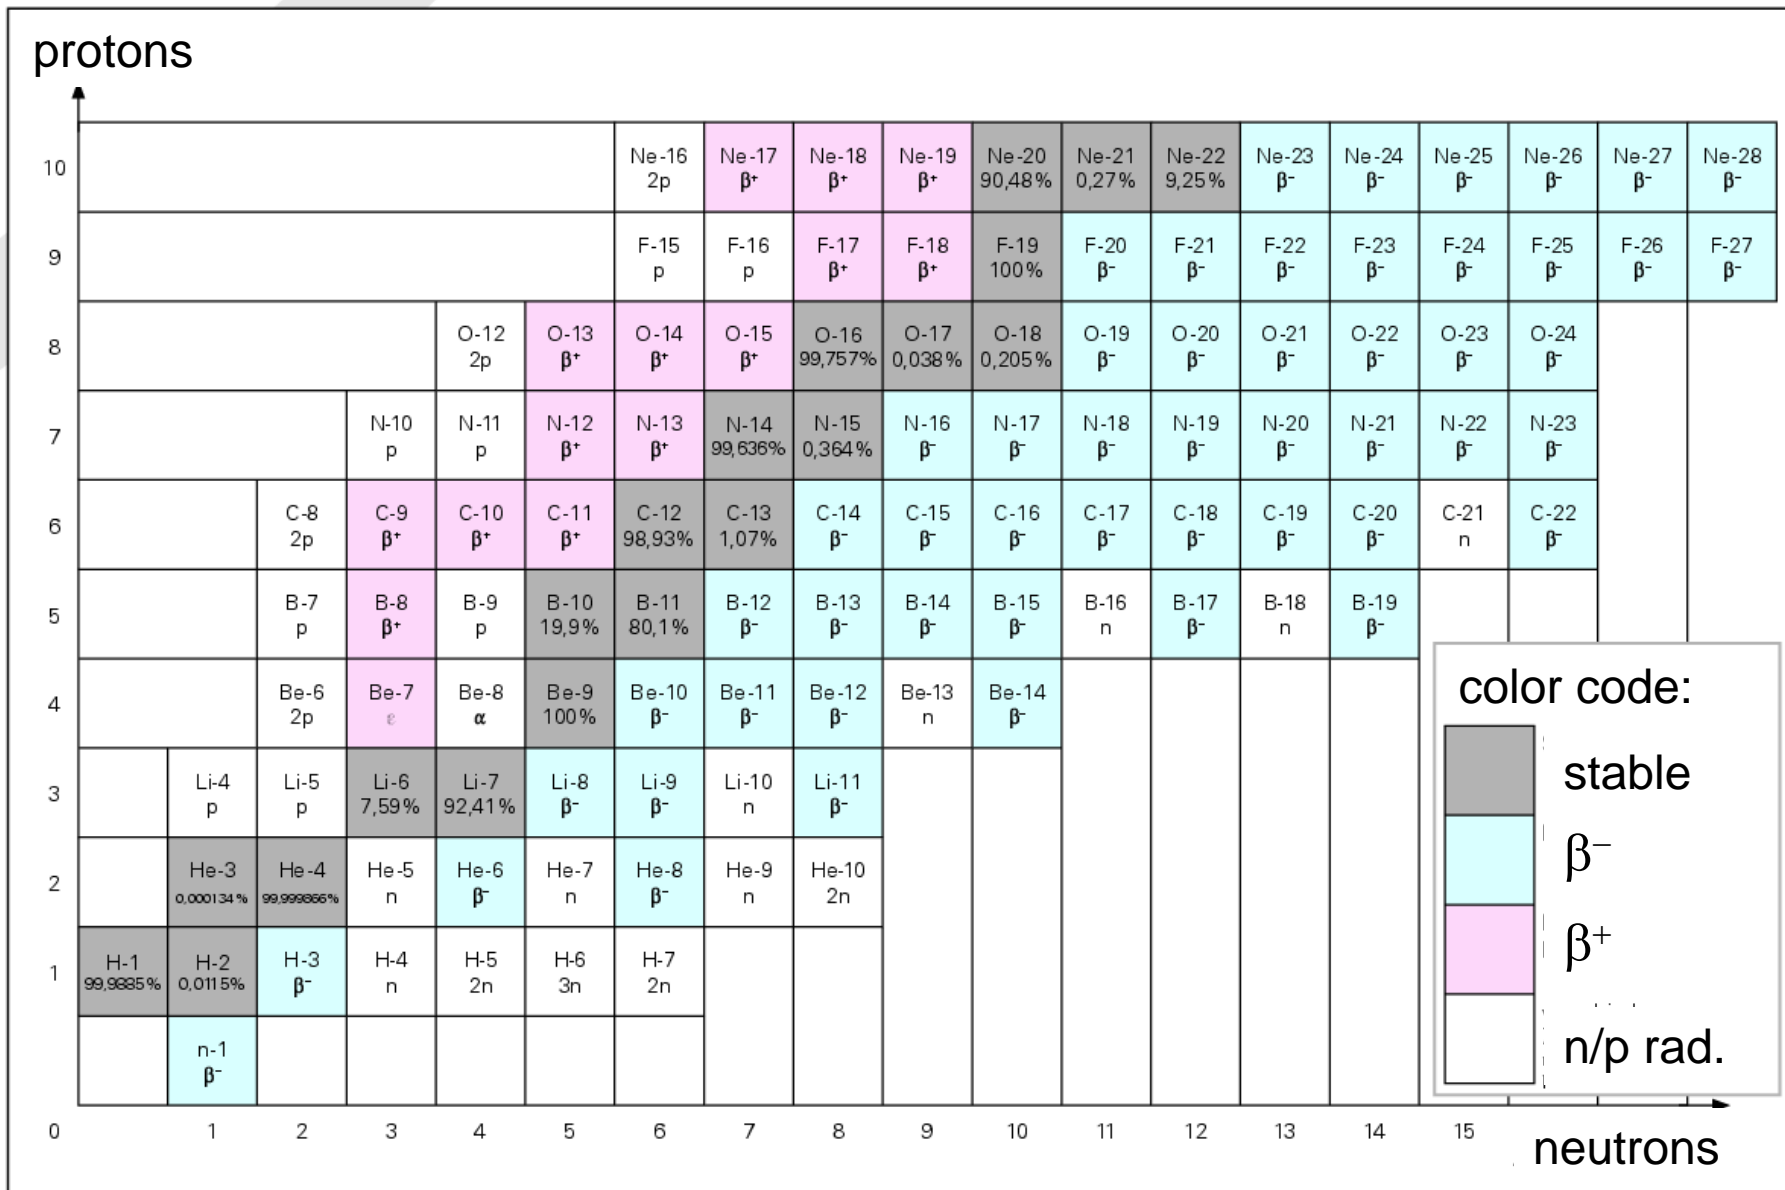 protons
10
Ne-16 Ne-17 Ne-18 Ne-19 Ne-20 Ne-21 Ne-22 Ne-23 Ne-24 Ne-25 Ne-26 Ne-27 Ne-28
2p β⁺ β⁺ β⁺ 90,48% 0,27% 9,25% β⁻ β⁻ β⁻ β⁻ β⁻ β⁻
9
F-15 F-16 F-17 F-18 F-19 F-20 F-21 F-22 F-23 F-24 F-25 F-26 F-27
p p β⁺ β⁺ 100% β⁻ β⁻ β⁻ β⁻ β⁻ β⁻ β⁻ β⁻
8
O-12 O-13 O-14 O-15 O-16 O-17 O-18 O-19 O-20 O-21 O-22 O-23 O-24
2p β⁺ β⁺ β⁺ 99,757% 0,038% 0,205% β⁻ β⁻ β⁻ β⁻ β⁻ β⁻
7
N-10 N-11 N-12 N-13 N-14 N-15 N-16 N-17 N-18 N-19 N-20 N-21 N-22 N-23
p p β⁺ β⁺ 99,636% 0,364% β⁻ β⁻ β⁻ β⁻ β⁻ β⁻ β⁻ β⁻
6
C-8 C-9 C-10 C-11 C-12 C-13 C-14 C-15 C-16 C-17 C-18 C-19 C-20 C-21 C-22
2p β⁺ β⁺ β⁺ 98,93% 1,07% β⁻ β⁻ β⁻ β⁻ β⁻ β⁻ β⁻ n β⁻
5
B-7 B-8 B-9 B-10 B-11 B-12 B-13 B-14 B-15 B-16 B-17 B-18 B-19
p β⁺ p 19,9% 80,1% β⁻ β⁻ β⁻ β⁻ n β⁻ n β⁻
4
Be-6 Be-7 Be-8 Be-9 Be-10 Be-11 Be-12 Be-13 Be-14
2p ε α 100% β⁻ β⁻ β⁻ n β⁻
3
Li-4 Li-5 Li-6 Li-7 Li-8 Li-9 Li-10 Li-11
p p 7,59% 92,41% β⁻ β⁻ n β⁻
2
He-3 He-4 He-5 He-6 He-7 He-8 He-9 He-10
0,000134% 99,999866% n β⁻ n β⁻ n 2n
1
H-1 H-2 H-3 H-4 H-5 H-6 H-7
99,9885% 0,0115% β⁻ n 2n 3n 2n
n-1
β⁻
0 1 2 3 4 5 6 7 8 9 10 11 12 13 14 15
neutrons
color code:
stable
β⁻
β⁺
n/p rad.